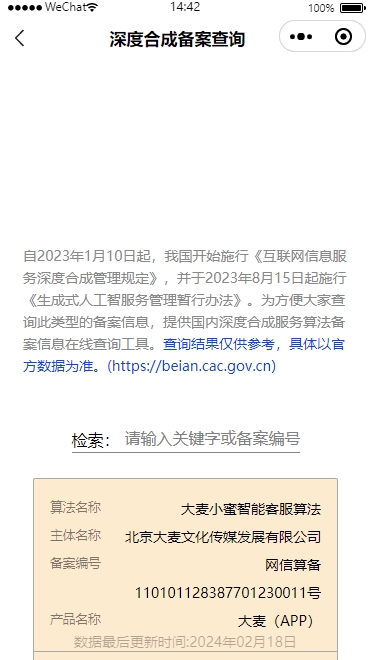 WeChat 14:42 100%
深度合成备案查询
自2023年1月10日起，我国开始施行《互联网信息服
务深度合成管理规定》，并于2023年8月15日起施行
《生成式人工智服务管理暂行办法》。为方便大家查
询此类型的备案信息，提供国内深度合成服务算法备
案信息在线查询工具。查询结果仅供参考，具体以官
方数据为准。（https://beian.cac.gov.cn）
检索： 请输入关键字或备案编号
算法名称 大麦小蜜智能客服算法
主体名称 北京大麦文化传媒发展有限公司
备案编号 网信算备
110101128387701230011号
产品名称 大麦（APP）
数据最后更新时间:2024年02月18日